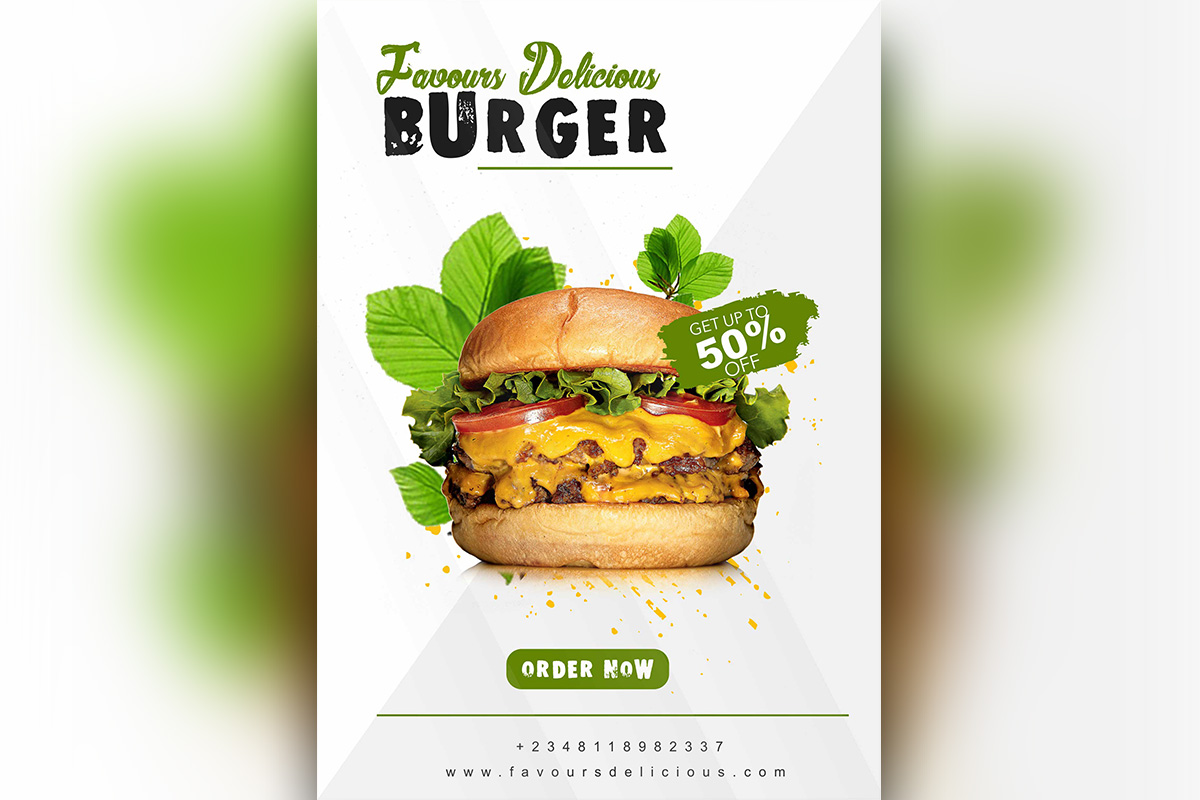 Favours Delicious
BURGER
GET UP TO
50%
OFF
ORDER NOW
+2348118982337
www.favoursdelicious.com